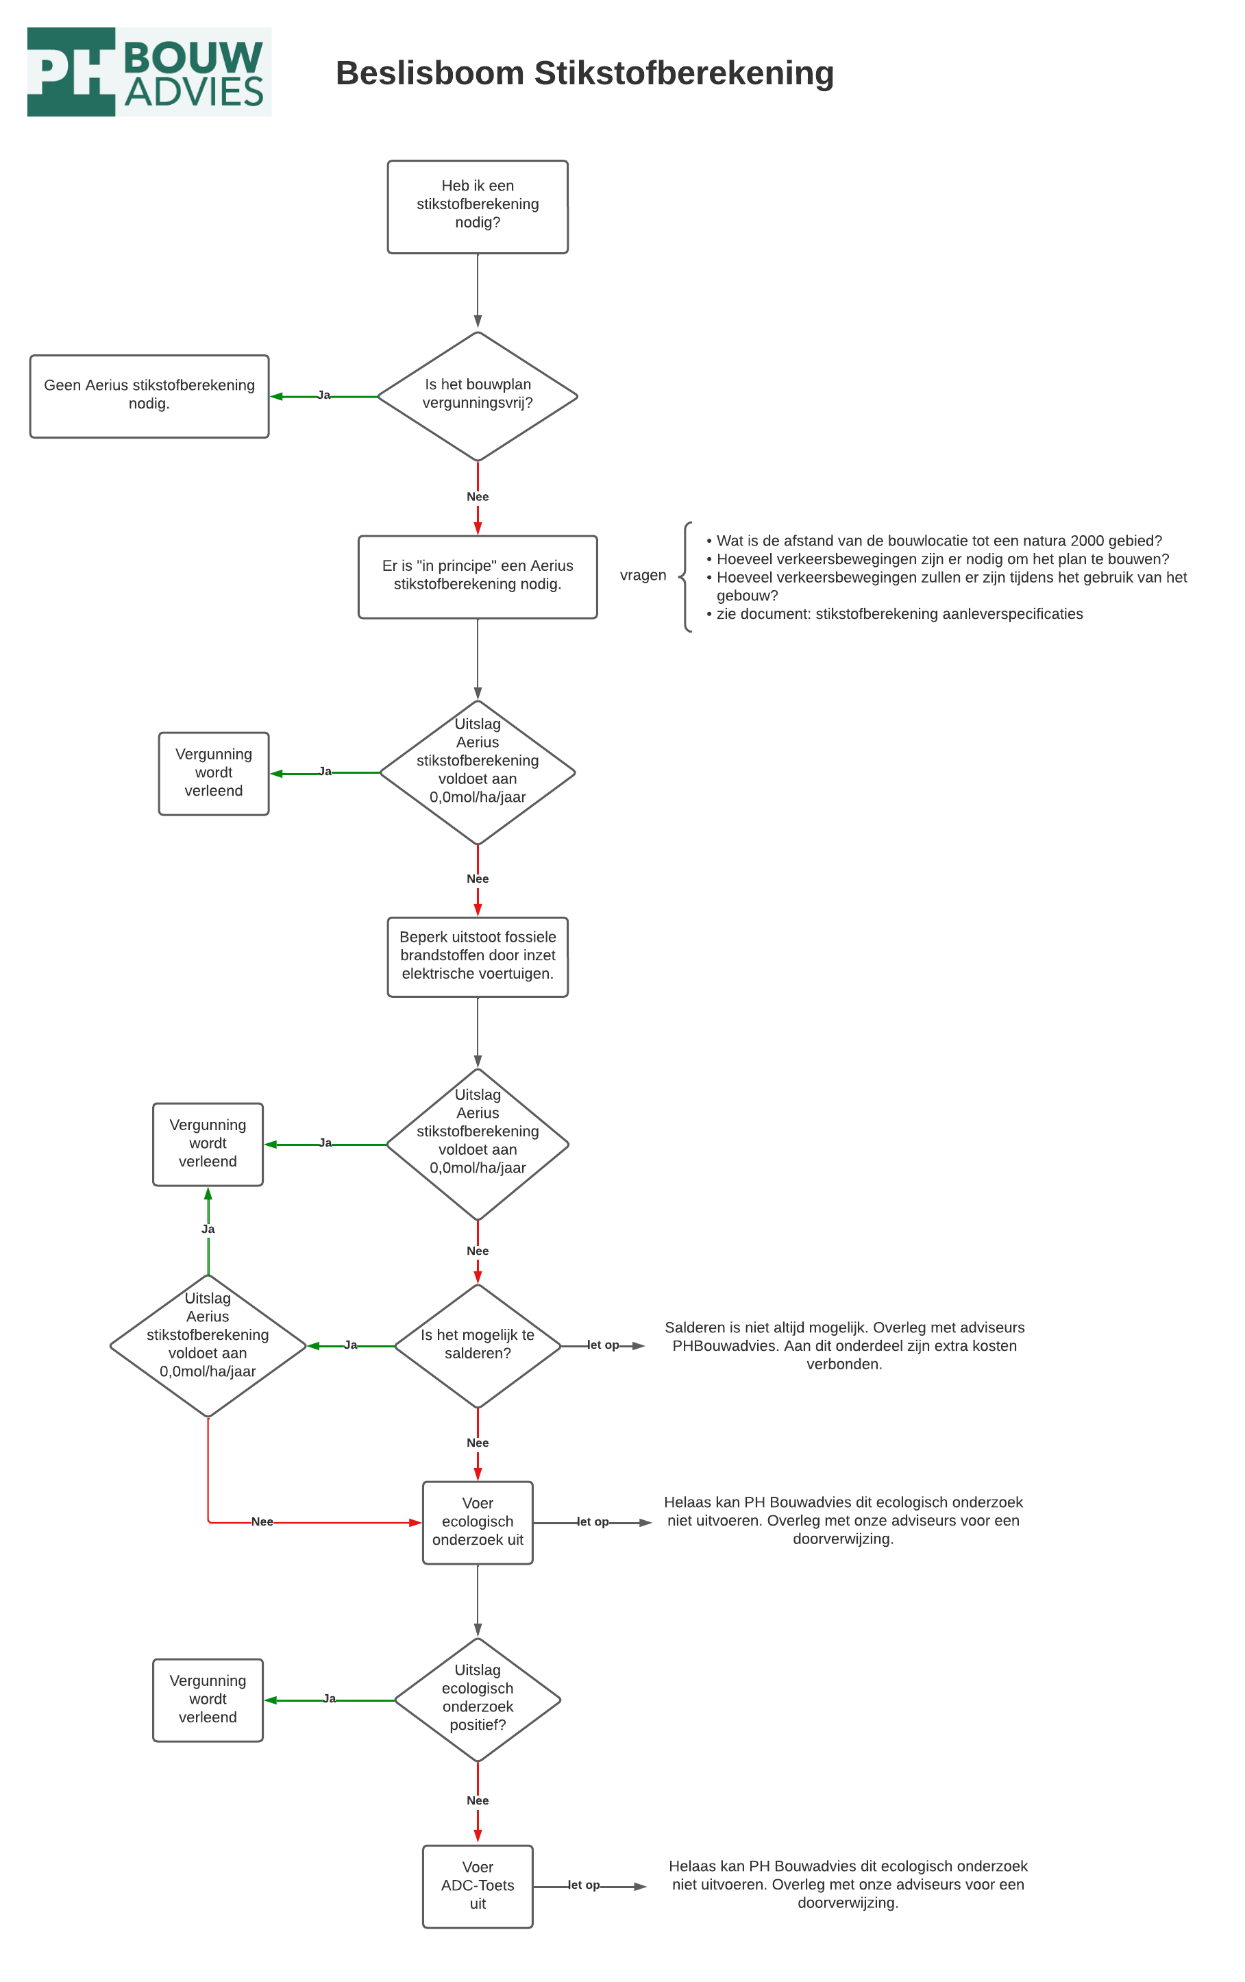 PH BOUW
ADVIES
Beslisboom Stikstofberekening
Heb ik een
stikstofberekening
nodig?
Is het bouwplan
vergunningsvrij?
Ja
Geen Aerius stikstofberekening
nodig.
Nee
Er is "in principe" een Aerius
stikstofberekening nodig.
vragen
• Wat is de afstand van de bouwlocatie tot een natura 2000 gebied?
• Hoeveel verkeersbewegingen zijn er nodig om het plan te bouwen?
• Hoeveel verkeersbewegingen zullen er zijn tijdens het gebruik van het
gebouw?
• zie document: stikstofberekening aanleverspecificaties
Uitslag
Aerius
stikstofberekening
voldoet aan
0,0mol/ha/jaar
Ja
Vergunning
wordt
verleend
Nee
Beperk uitstoot fossiele
brandstoffen door inzet
elektrische voertuigen.
Uitslag
Aerius
stikstofberekening
voldoet aan
0,0mol/ha/jaar
Ja
Vergunning
wordt
verleend
Ja
Nee
Uitslag
Aerius
stikstofberekening
voldoet aan
0,0mol/ha/jaar
Ja
Is het mogelijk te
salderen?
let op
Salderen is niet altijd mogelijk. Overleg met adviseurs
PHBouwadvies. Aan dit onderdeel zijn extra kosten
verbonden.
Nee
Nee
Voer
ecologisch
onderzoek uit
let op
Helaas kan PH Bouwadvies dit ecologisch onderzoek
niet uitvoeren. Overleg met onze adviseurs voor een
doorverwijzing.
Uitslag
ecologisch
onderzoek
positief?
Ja
Vergunning
wordt
verleend
Nee
Voer
ADC-Toets
uit
let op
Helaas kan PH Bouwadvies dit ecologisch onderzoek
niet uitvoeren. Overleg met onze adviseurs voor een
doorverwijzing.